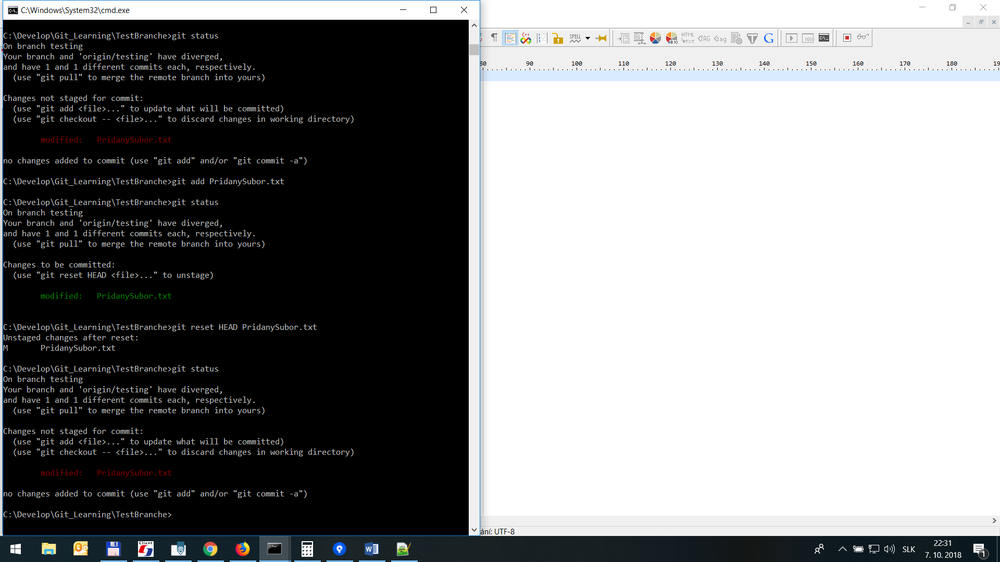 C:\Windows\System32\cmd.exe
C:\Develop\Git_Learning\TestBranche>git status
On branch testing
Your branch and 'origin/testing' have diverged,
and have 1 and 1 different commits each, respectively.
  (use "git pull" to merge the remote branch into yours)
Changes not staged for commit:
  (use "git add <file>..." to update what will be committed)
  (use "git checkout -- <file>..." to discard changes in working directory)
        modified:   PridanySubor.txt
no changes added to commit (use "git add" and/or "git commit -a")
C:\Develop\Git_Learning\TestBranche>git add PridanySubor.txt
C:\Develop\Git_Learning\TestBranche>git status
On branch testing
Your branch and 'origin/testing' have diverged,
and have 1 and 1 different commits each, respectively.
  (use "git pull" to merge the remote branch into yours)
Changes to be committed:
  (use "git reset HEAD <file>..." to unstage)
        modified:   PridanySubor.txt
C:\Develop\Git_Learning\TestBranche>git reset HEAD PridanySubor.txt
Unstaged changes after reset:
M       PridanySubor.txt
C:\Develop\Git_Learning\TestBranche>git status
On branch testing
Your branch and 'origin/testing' have diverged,
and have 1 and 1 different commits each, respectively.
  (use "git pull" to merge the remote branch into yours)
Changes not staged for commit:
  (use "git add <file>..." to update what will be committed)
  (use "git checkout -- <file>..." to discard changes in working directory)
        modified:   PridanySubor.txt
no changes added to commit (use "git add" and/or "git commit -a")
C:\Develop\Git_Learning\TestBranche>
C++ SPELL #10 HTML TXT <TAG <tag G 1010
80 90 100 110 120 130 140 150 160 170 180 19
ání: UTF-8
Client
SLK
22:31
7. 10. 2018
1